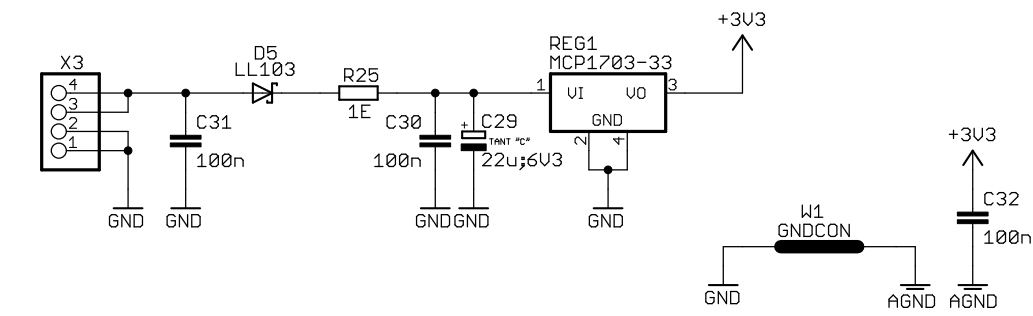 +3V3
REG1
MCP1703-33
D5
LL103
X3
R25
1E
4
3
2
1
C31
100n
C30
100n
+
C29
TANT "C"
22u;6V3
1
VI
VO
3
GND
2
4
GND
GND
GND
GND
GND
+3V3
C32
100n
W1
GNDCON
GND
AGND
AGND